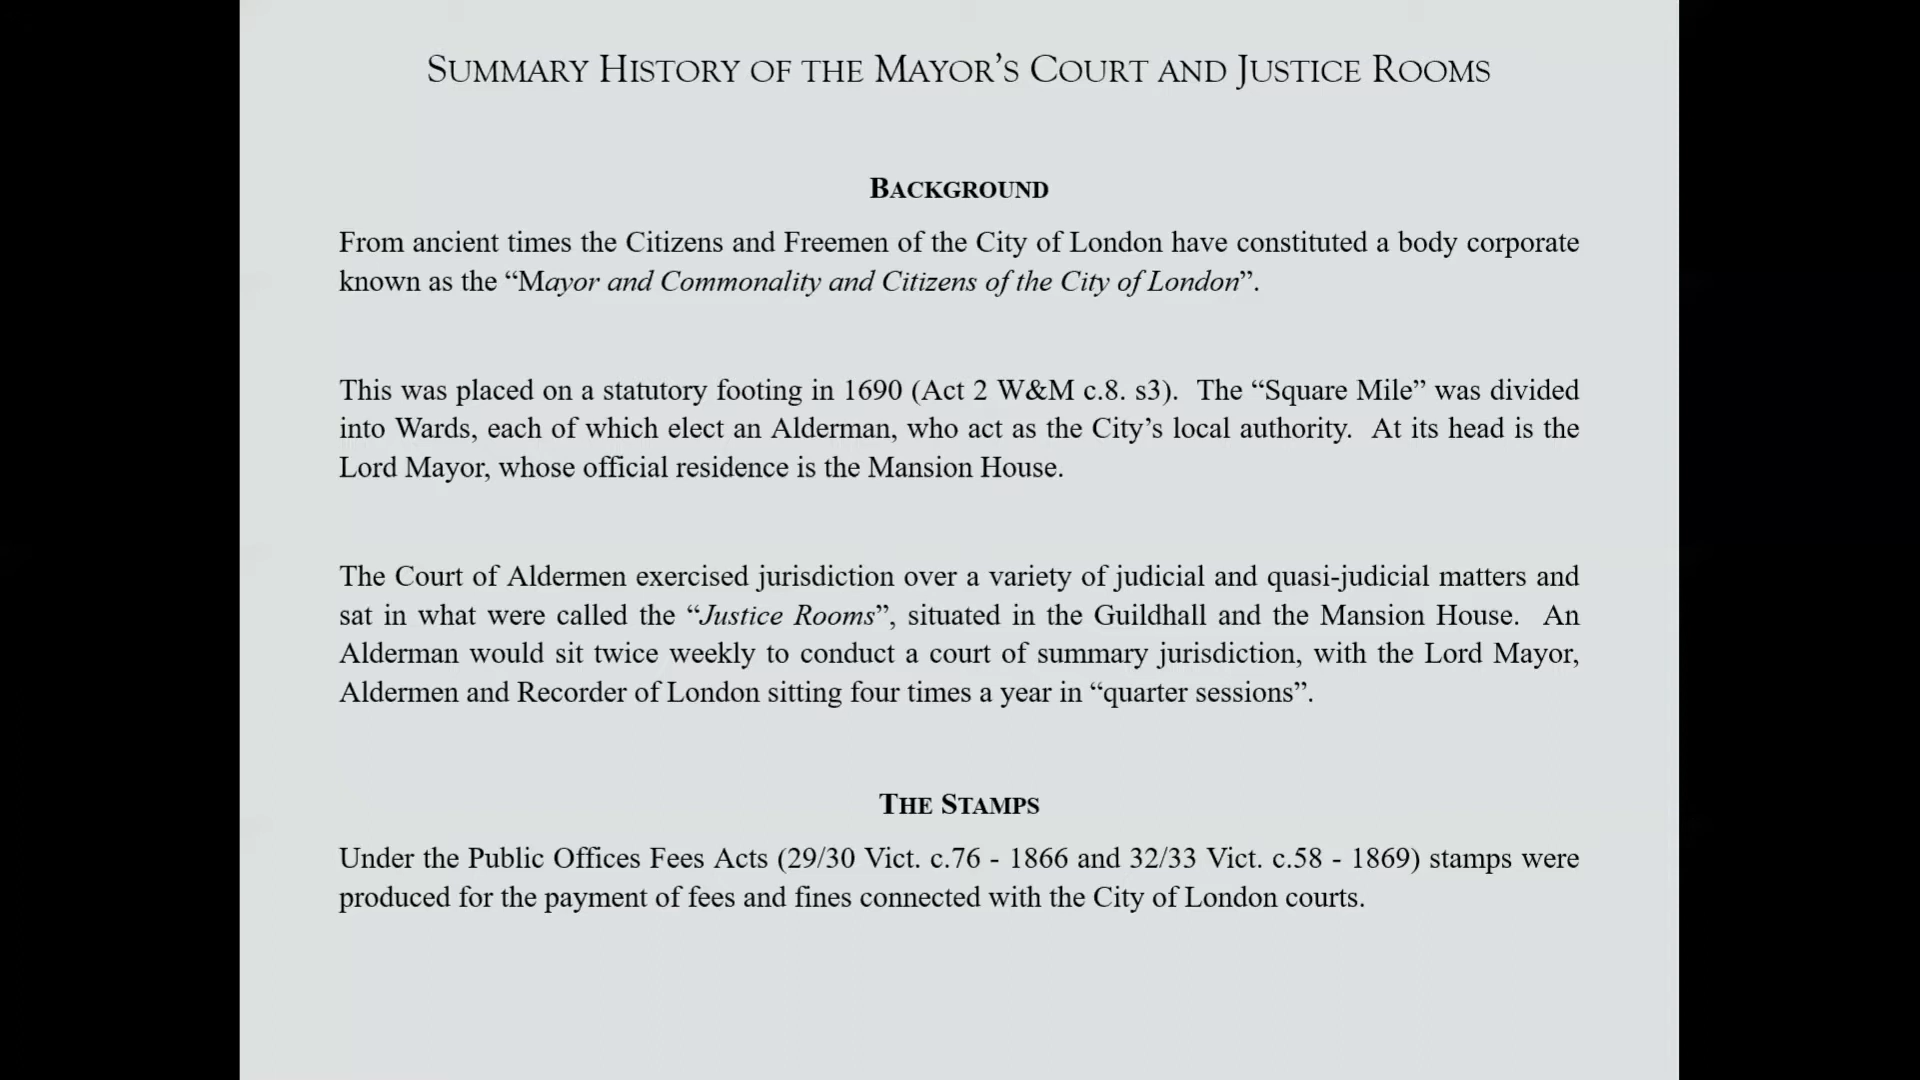 SUMMARY HISTORY OF THE MAYOR’S COURT AND JUSTICE ROOMS
BACKGROUND
From ancient times the Citizens and Freemen of the City of London have constituted a body corporate
known as the “Mayor and Commonality and Citizens of the City of London”.
This was placed on a statutory footing in 1690 (Act 2 W&M c.8. s3).  The “Square Mile” was divided
into Wards, each of which elect an Alderman, who act as the City’s local authority.  At its head is the
Lord Mayor, whose official residence is the Mansion House.
The Court of Aldermen exercised jurisdiction over a variety of judicial and quasi-judicial matters and
sat in what were called the “Justice Rooms”, situated in the Guildhall and the Mansion House.  An
Alderman would sit twice weekly to conduct a court of summary jurisdiction, with the Lord Mayor,
Aldermen and Recorder of London sitting four times a year in “quarter sessions”.
THE STAMPS
Under the Public Offices Fees Acts (29/30 Vict. c.76 - 1866 and 32/33 Vict. c.58 - 1869) stamps were
produced for the payment of fees and fines connected with the City of London courts.